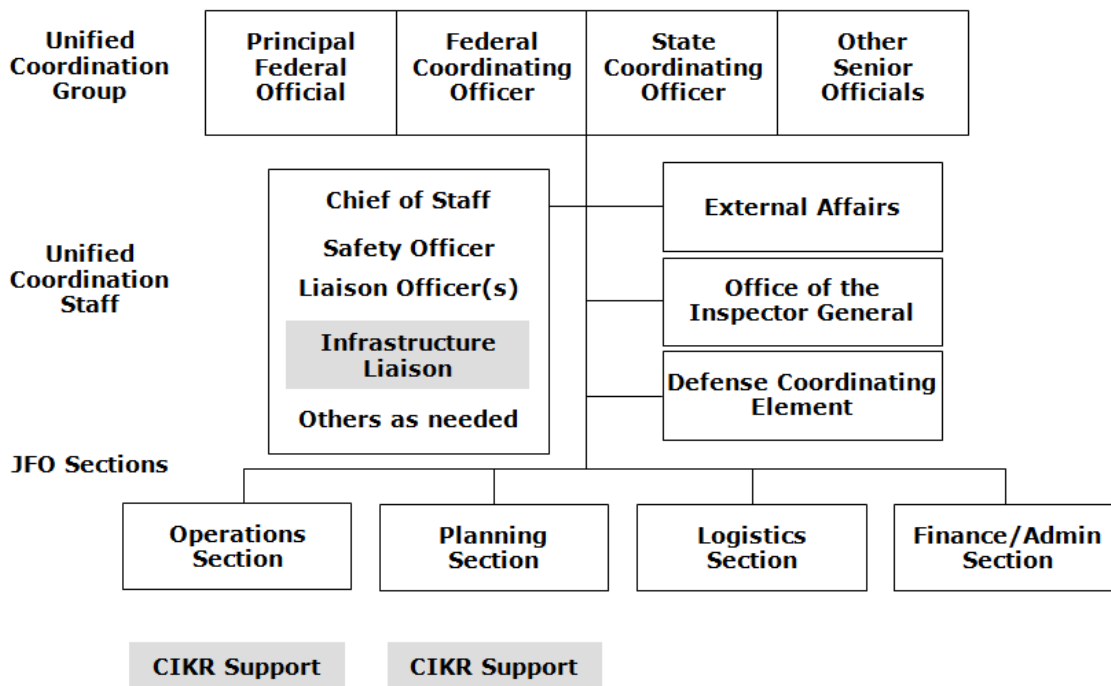 Unified
Coordination
Group
Principal
Federal
Official
Federal
Coordinating
Officer
State
Coordinating
Officer
Other
Senior
Officials
Unified
Coordination
Staff
Chief of Staff
Safety Officer
Liaison Officer(s)
Infrastructure
Liaison
Others as needed
External Affairs
Office of the
Inspector General
Defense Coordinating
Element
JFO Sections
Operations
Section
Planning
Section
Logistics
Section
Finance/Admin
Section
CIKR Support
CIKR Support